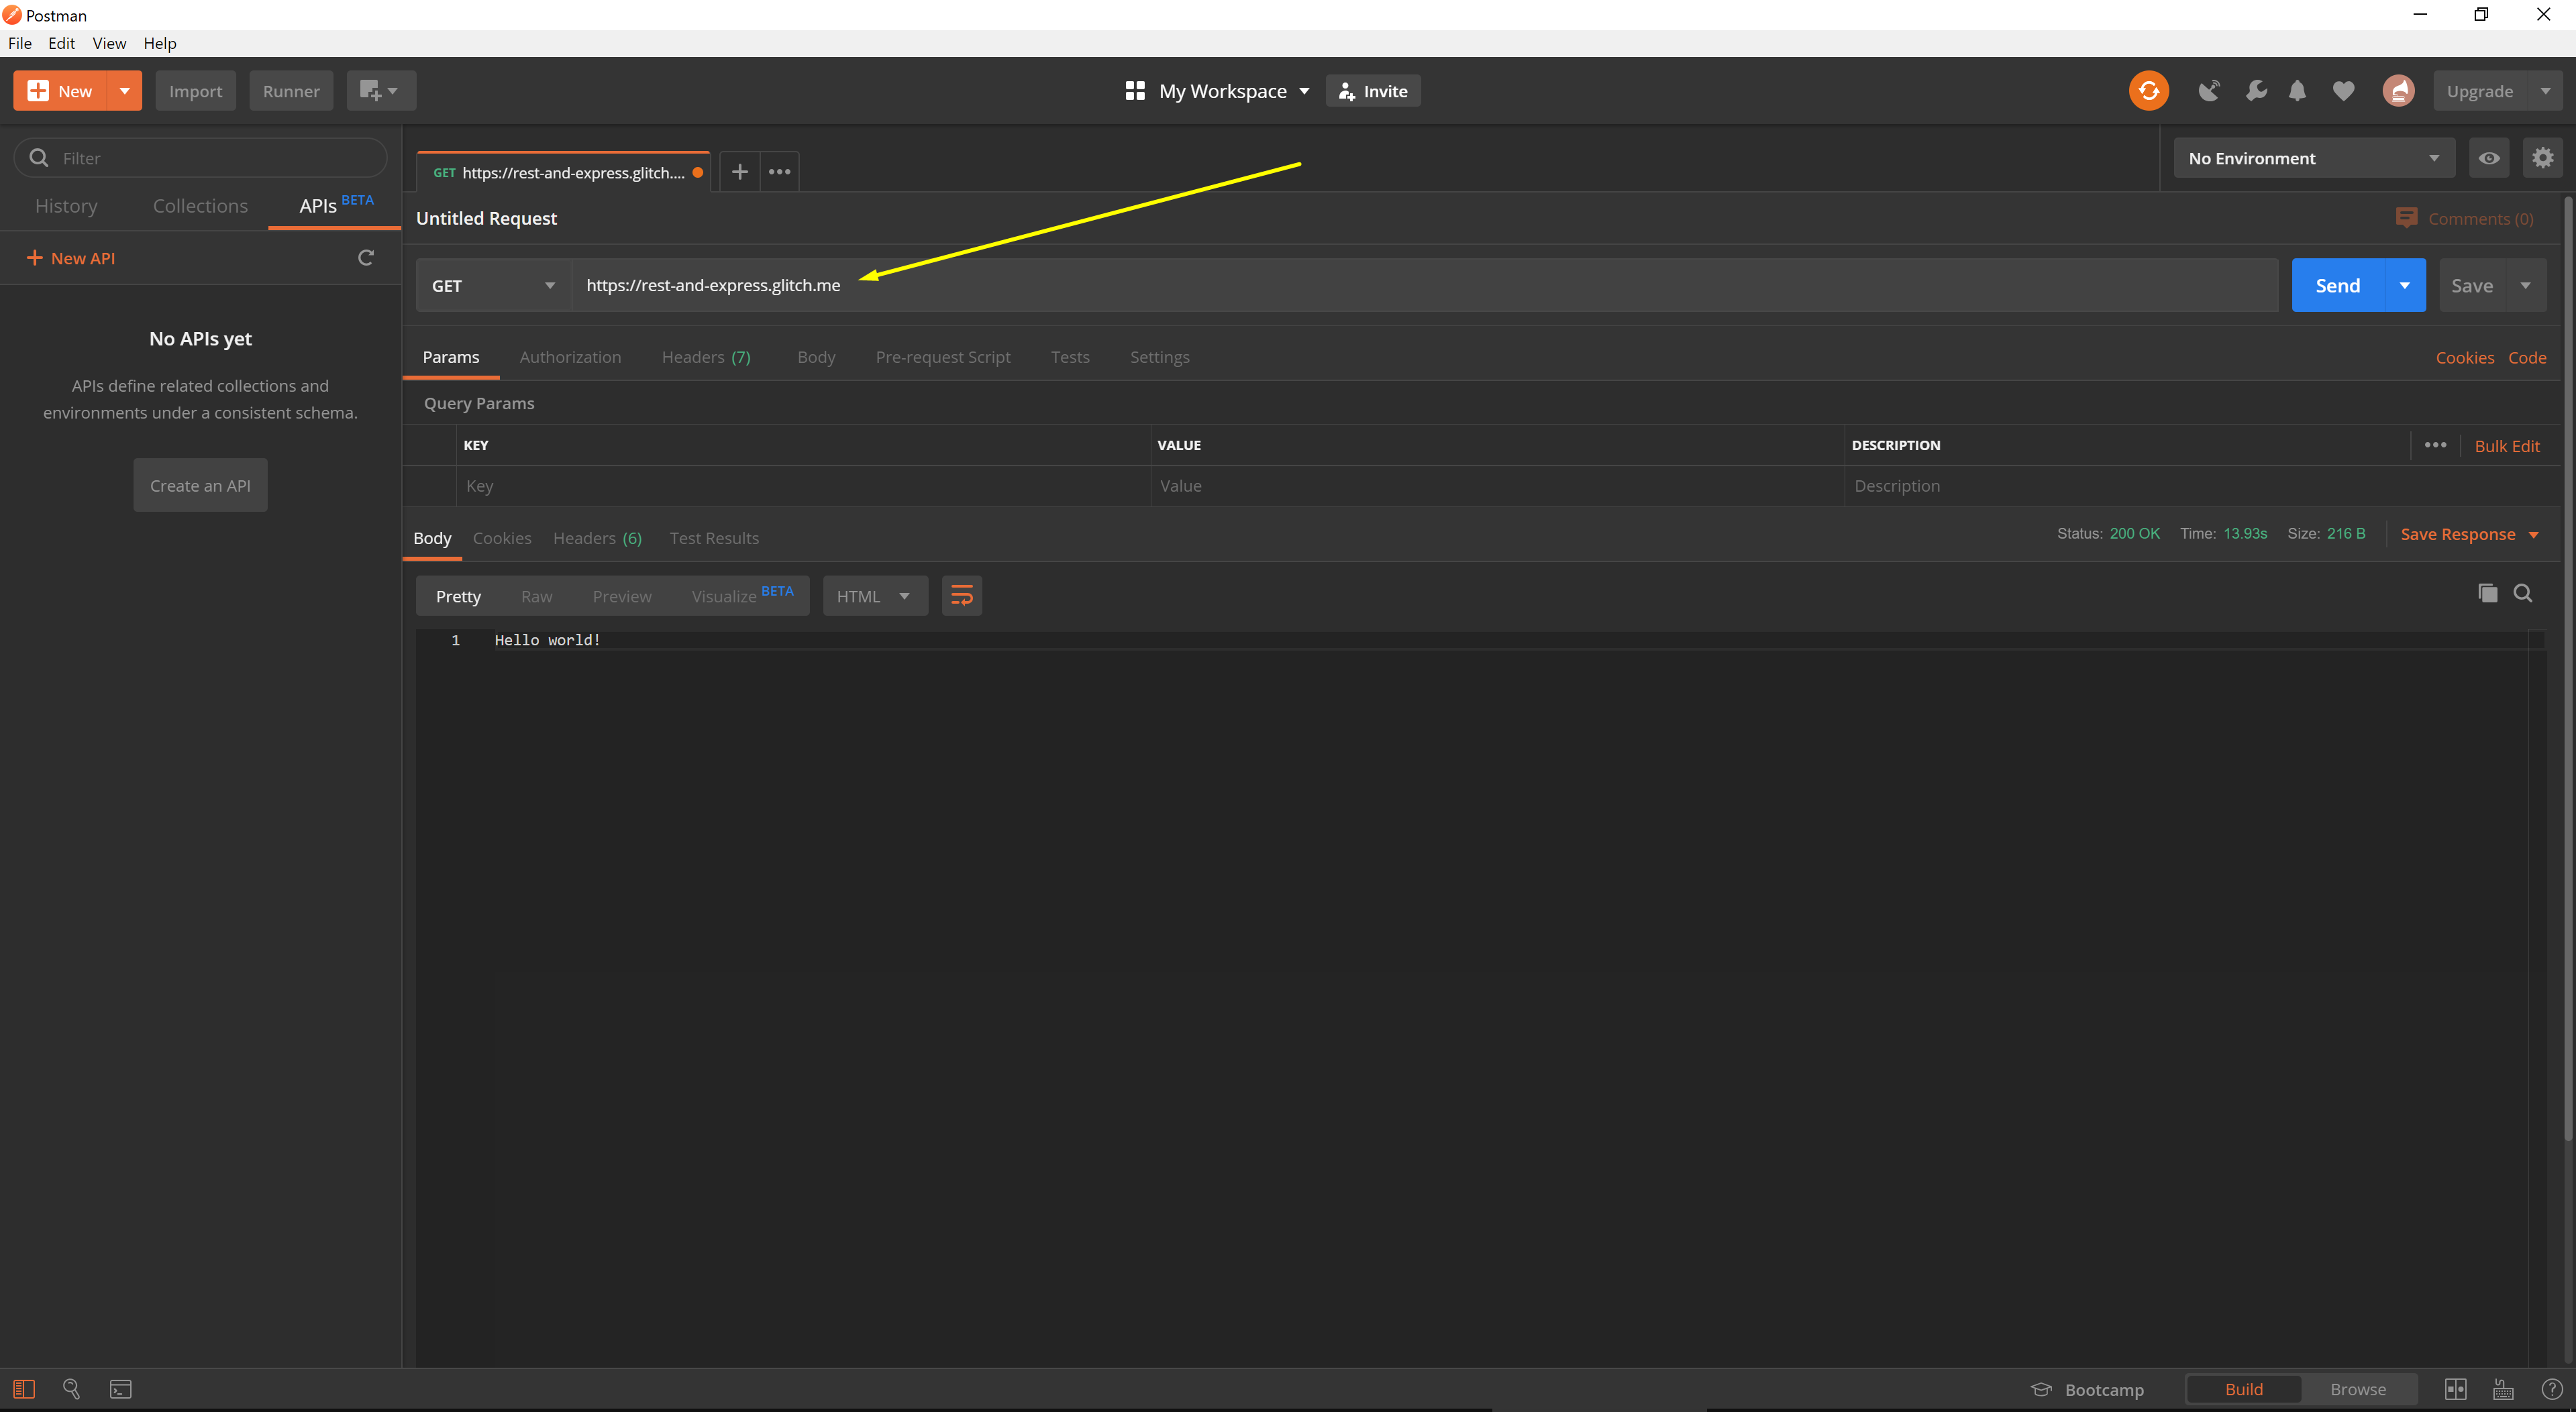 Postman
File Edit View Help
New Import Runner My Workspace Invite Upgrade
Filter
GET https://rest-and-express.glitch.... No Environment
History Collections APIs BETA
Untitled Request Comments (0)
New API
GET https://rest-and-express.glitch.me Send Save
No APIs yet
APIs define related collections and
environments under a consistent schema.
Create an API
Params Authorization Headers (7) Body Pre-request Script Tests Settings Cookies Code
Query Params
KEY VALUE DESCRIPTION Bulk Edit
Key Value Description
Body Cookies Headers (6) Test Results Status: 200 OK Time: 13.93s Size: 216 B Save Response
Pretty Raw Preview Visualize BETA HTML
1 Hello world!
Bootcamp Build Browse